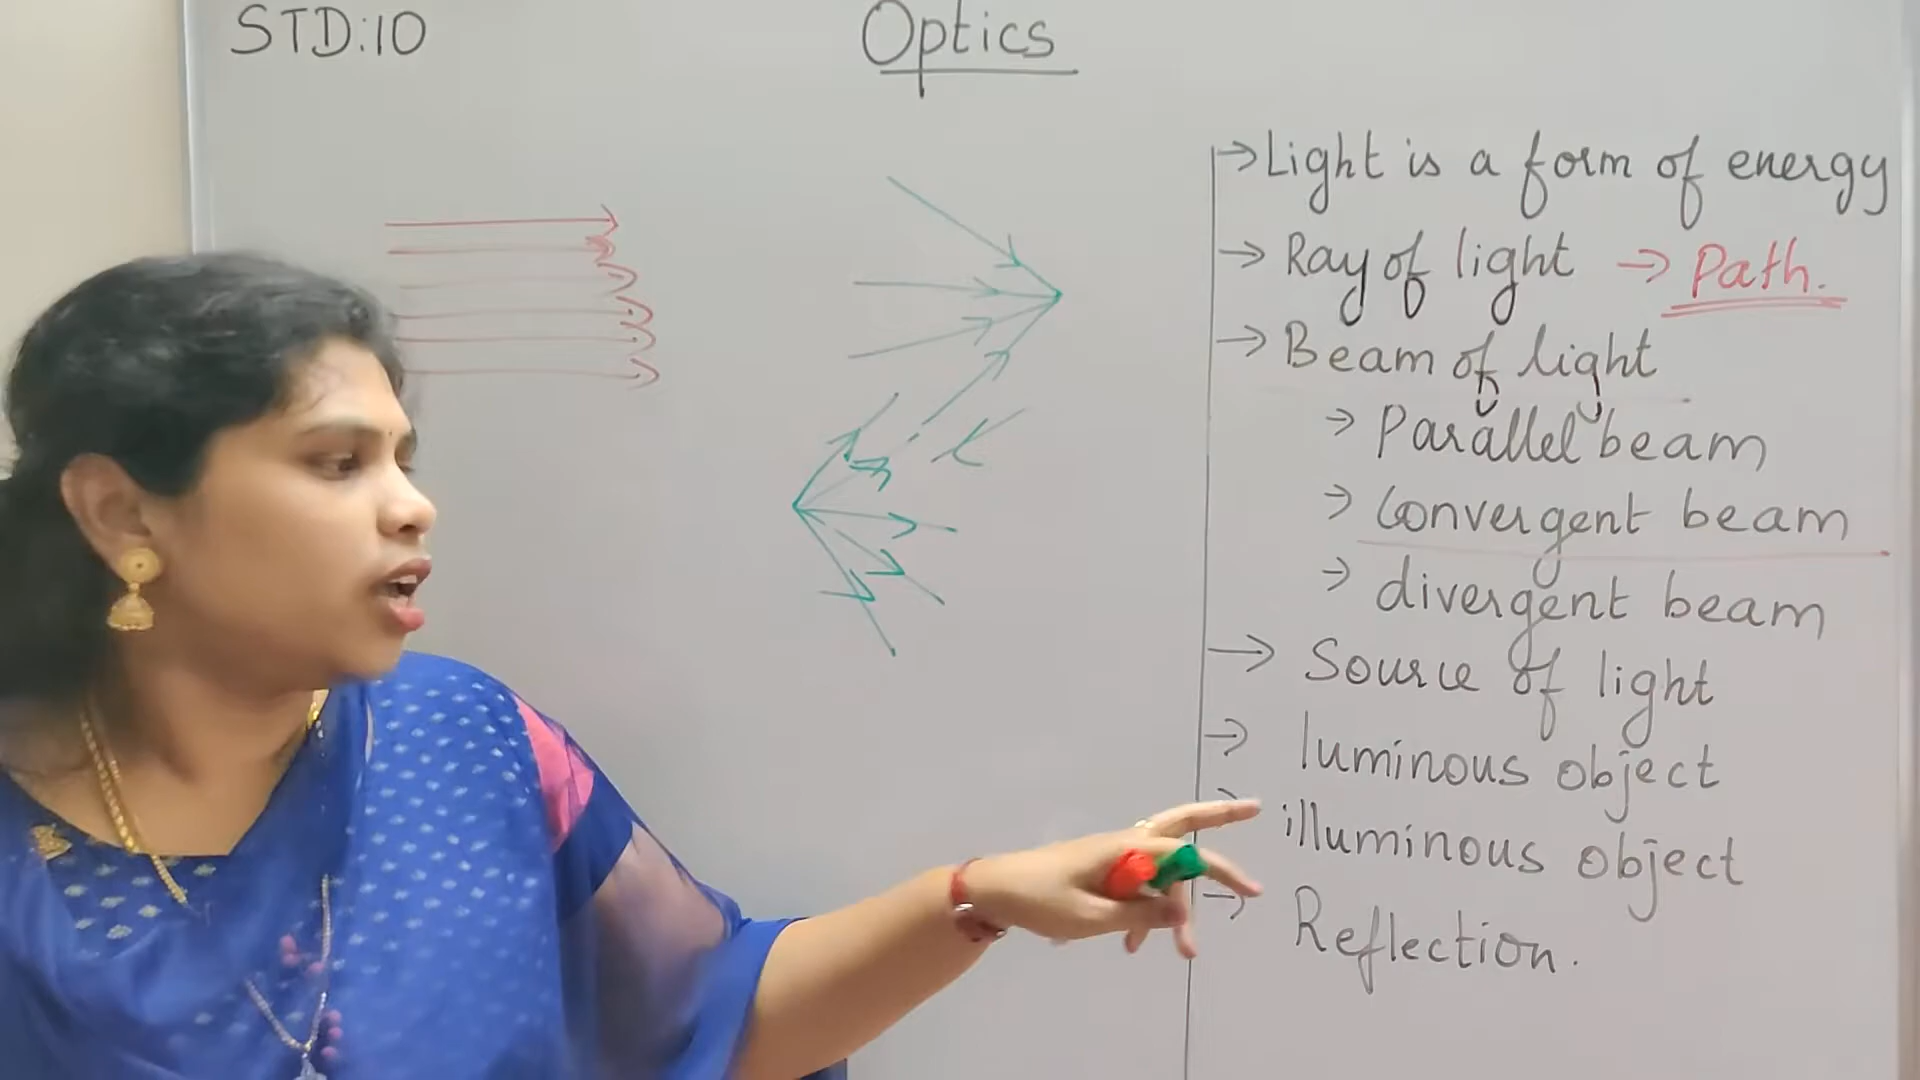 STD:10
Optics
→ Light is a form of energy
→ Ray of light → Path.
→ Beam of light
→ Parallel beam
→ Convergent beam
→ divergent beam
→ Source of light
→ luminous object
→ illuminous object
→ Reflection.